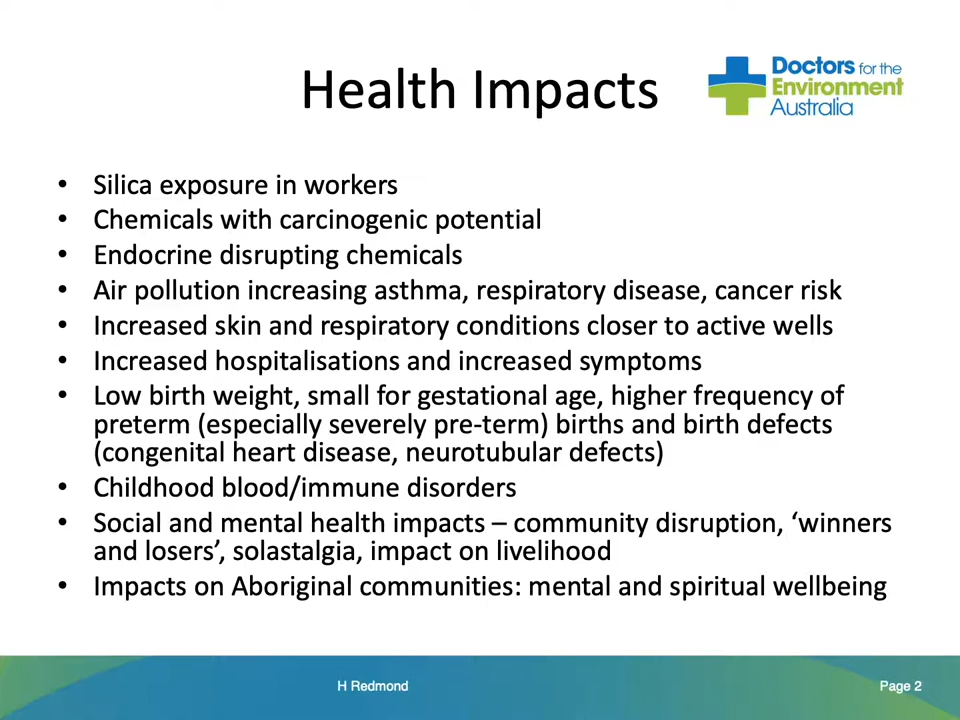 Health Impacts
Doctors for the
Environment
Australia
• Silica exposure in workers
• Chemicals with carcinogenic potential
• Endocrine disrupting chemicals
• Air pollution increasing asthma, respiratory disease, cancer risk
• Increased skin and respiratory conditions closer to active wells
• Increased hospitalisations and increased symptoms
• Low birth weight, small for gestational age, higher frequency of
preterm (especially severely pre-term) births and birth defects
(congenital heart disease, neurotubular defects)
• Childhood blood/immune disorders
• Social and mental health impacts – community disruption, ‘winners
and losers’, solastalgia, impact on livelihood
• Impacts on Aboriginal communities: mental and spiritual wellbeing
H Redmond
Page 2